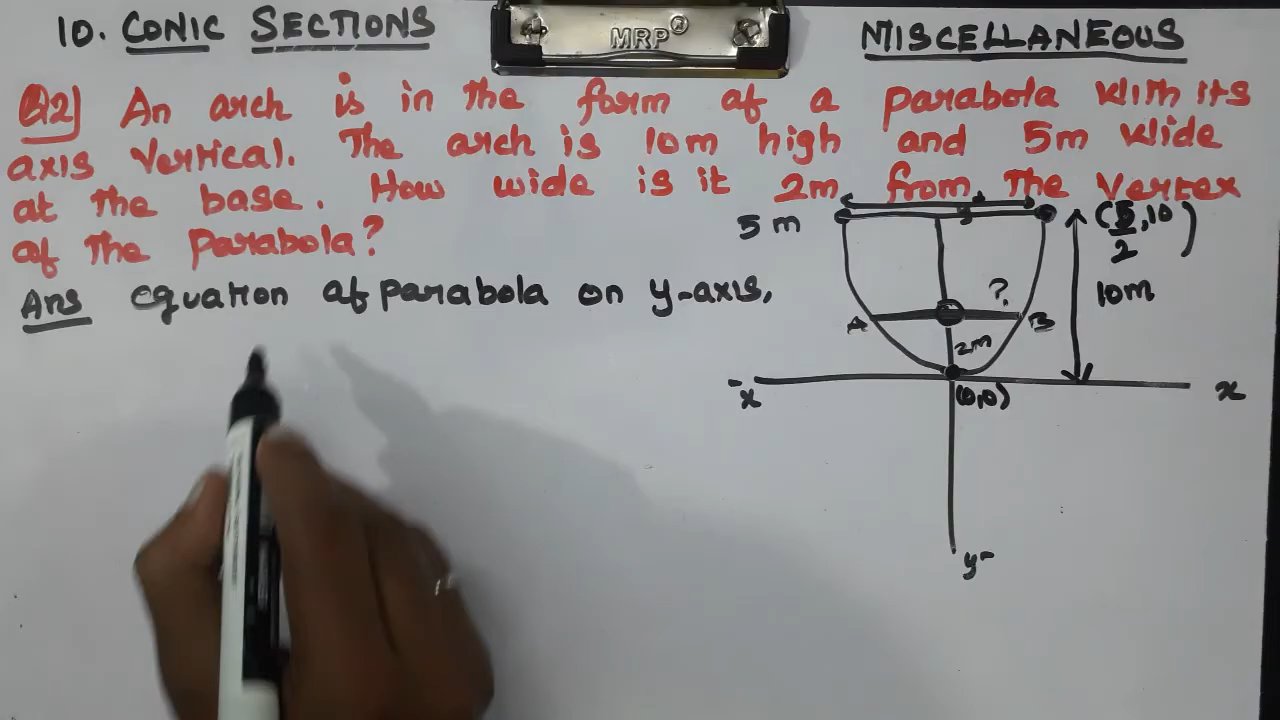 10. CONIC SECTIONS
MRP®
MISCELLANEOUS
Q2] An arch is in the form of a parabola with its
axis vertical. The arch is 10m high and 5m wide
at the base. How wide is it 2m from the vertex
of the parabola?
5 m
(5/2, 10)
10m
Ans equation of parabola on y-axis,
?
A
B
2m
-x
(0,0)
x
y-